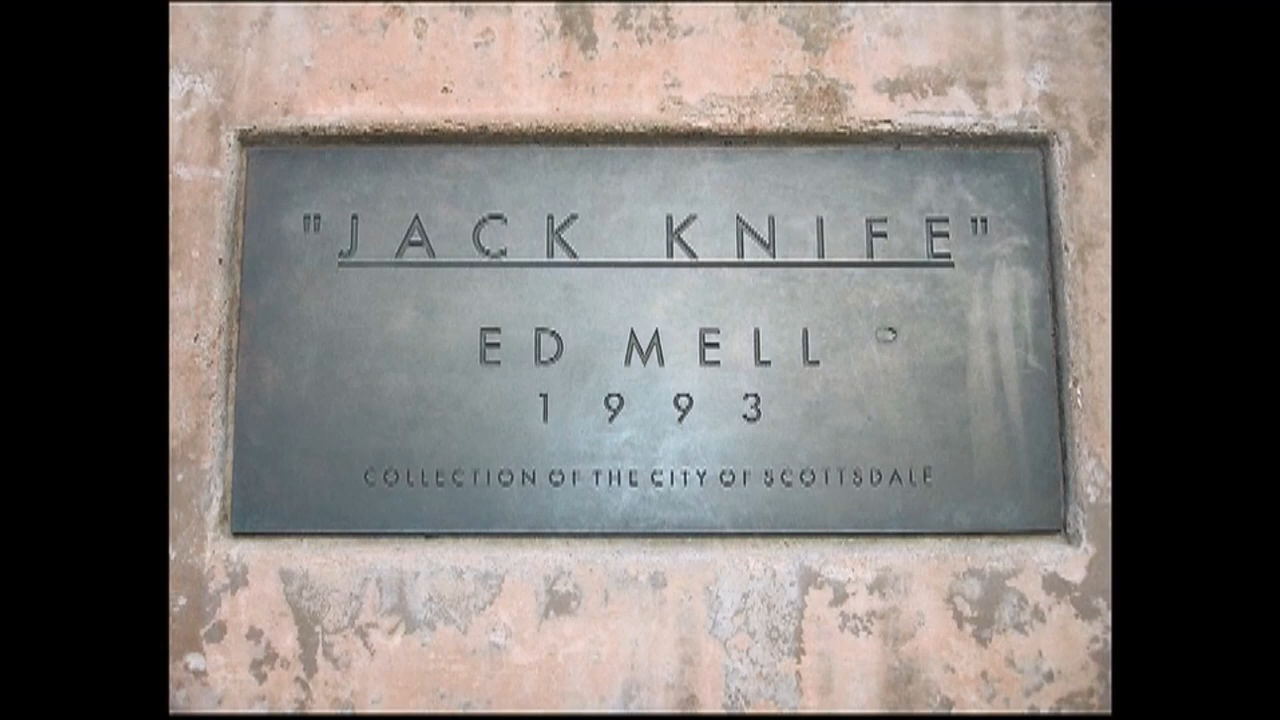 "JACK KNIFE"
ED MELL
1993
COLLECTION OF THE CITY OF SCOTTSDALE